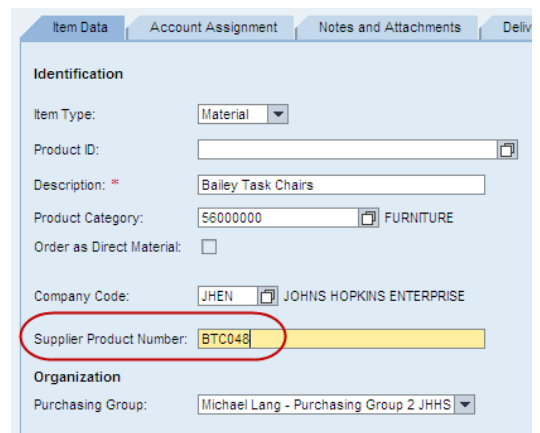 Item Data Account Assignment Notes and Attachments Deliv
Identification
Item Type: Material
Product ID:
Description: * Bailey Task Chairs
Product Category: 56000000 FURNITURE
Order as Direct Material:
Company Code: JHEN JOHNS HOPKINS ENTERPRISE
Supplier Product Number: BTC048
Organization
Purchasing Group: Michael Lang - Purchasing Group 2 JHHS